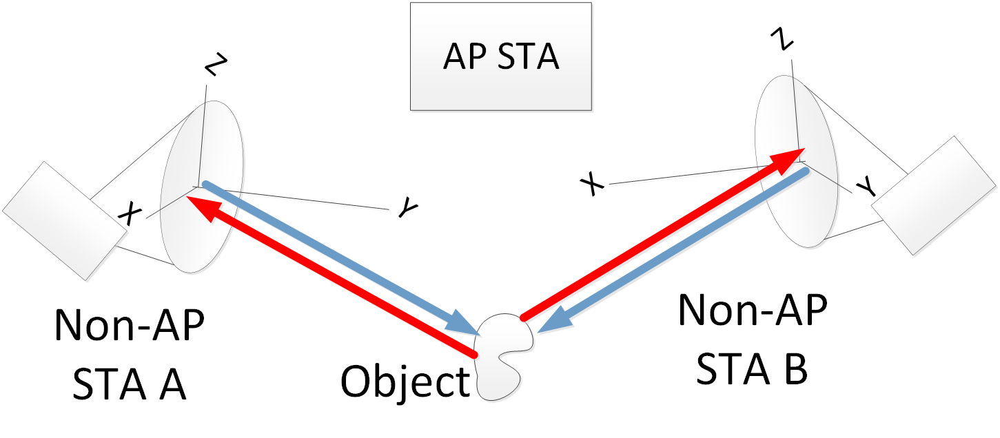 AP STA
Z
Z
X
Y
X
Y
Non-AP
STA A
Object
Non-AP
STA B